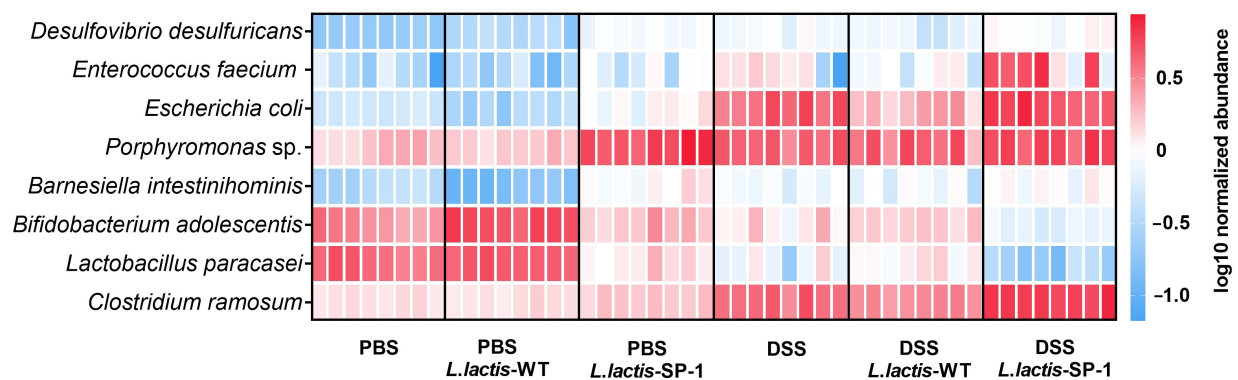 Desulfovibrio desulfuricans
Enterococcus faecium
Escherichia coli
Porphyromonas sp.
Barnesiella intestinihominis
Bifidobacterium adolescentis
Lactobacillus paracasei
Clostridium ramosum
PBS
PBS
L.lactis-WT
PBS
L.lactis-SP-1
DSS
DSS
L.lactis-WT
DSS
L.lactis-SP-1
0.5
0
−0.5
−1.0
log10 normalized abundance